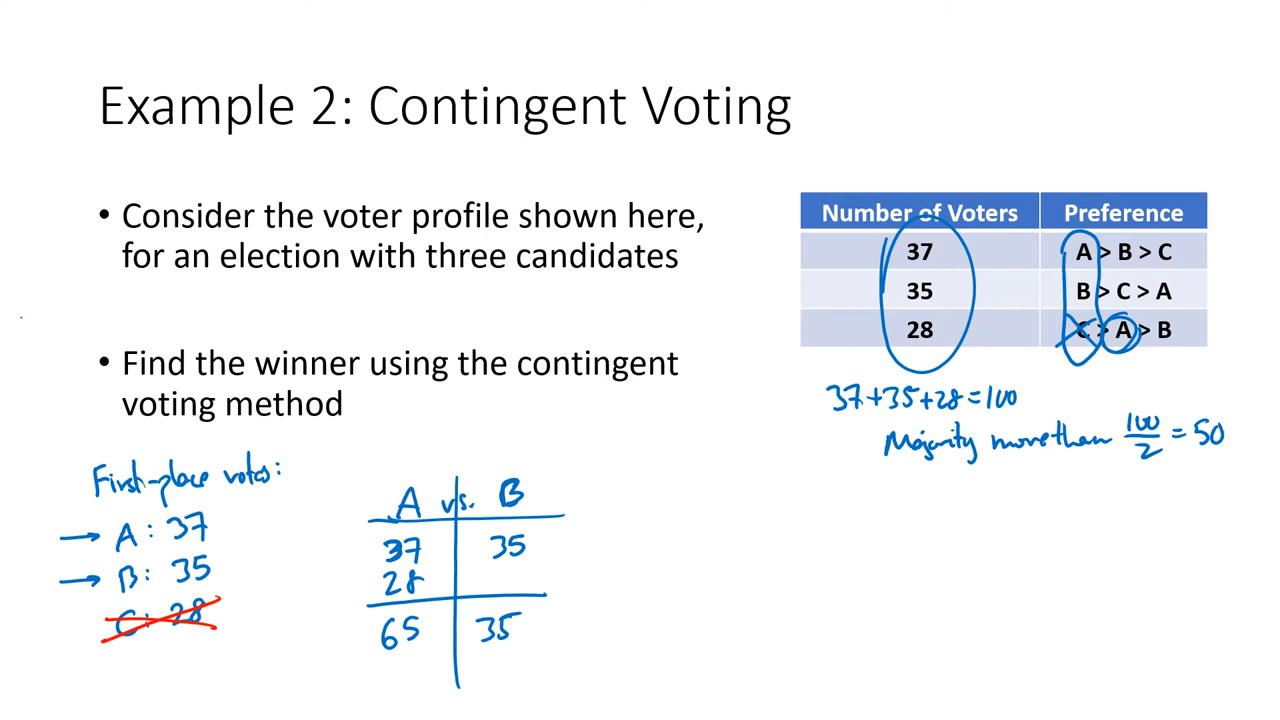 Example 2: Contingent Voting
• Consider the voter profile shown here,
for an election with three candidates
• Find the winner using the contingent
voting method
Number of Voters Preference
37 A > B > C
35 B > C > A
28 C > A > B
37+35+28=100
Majority more than 100/2 = 50
First-place votes:
→ A: 37
→ B: 35
C: 28
A vs. B
37 35
28
65 35